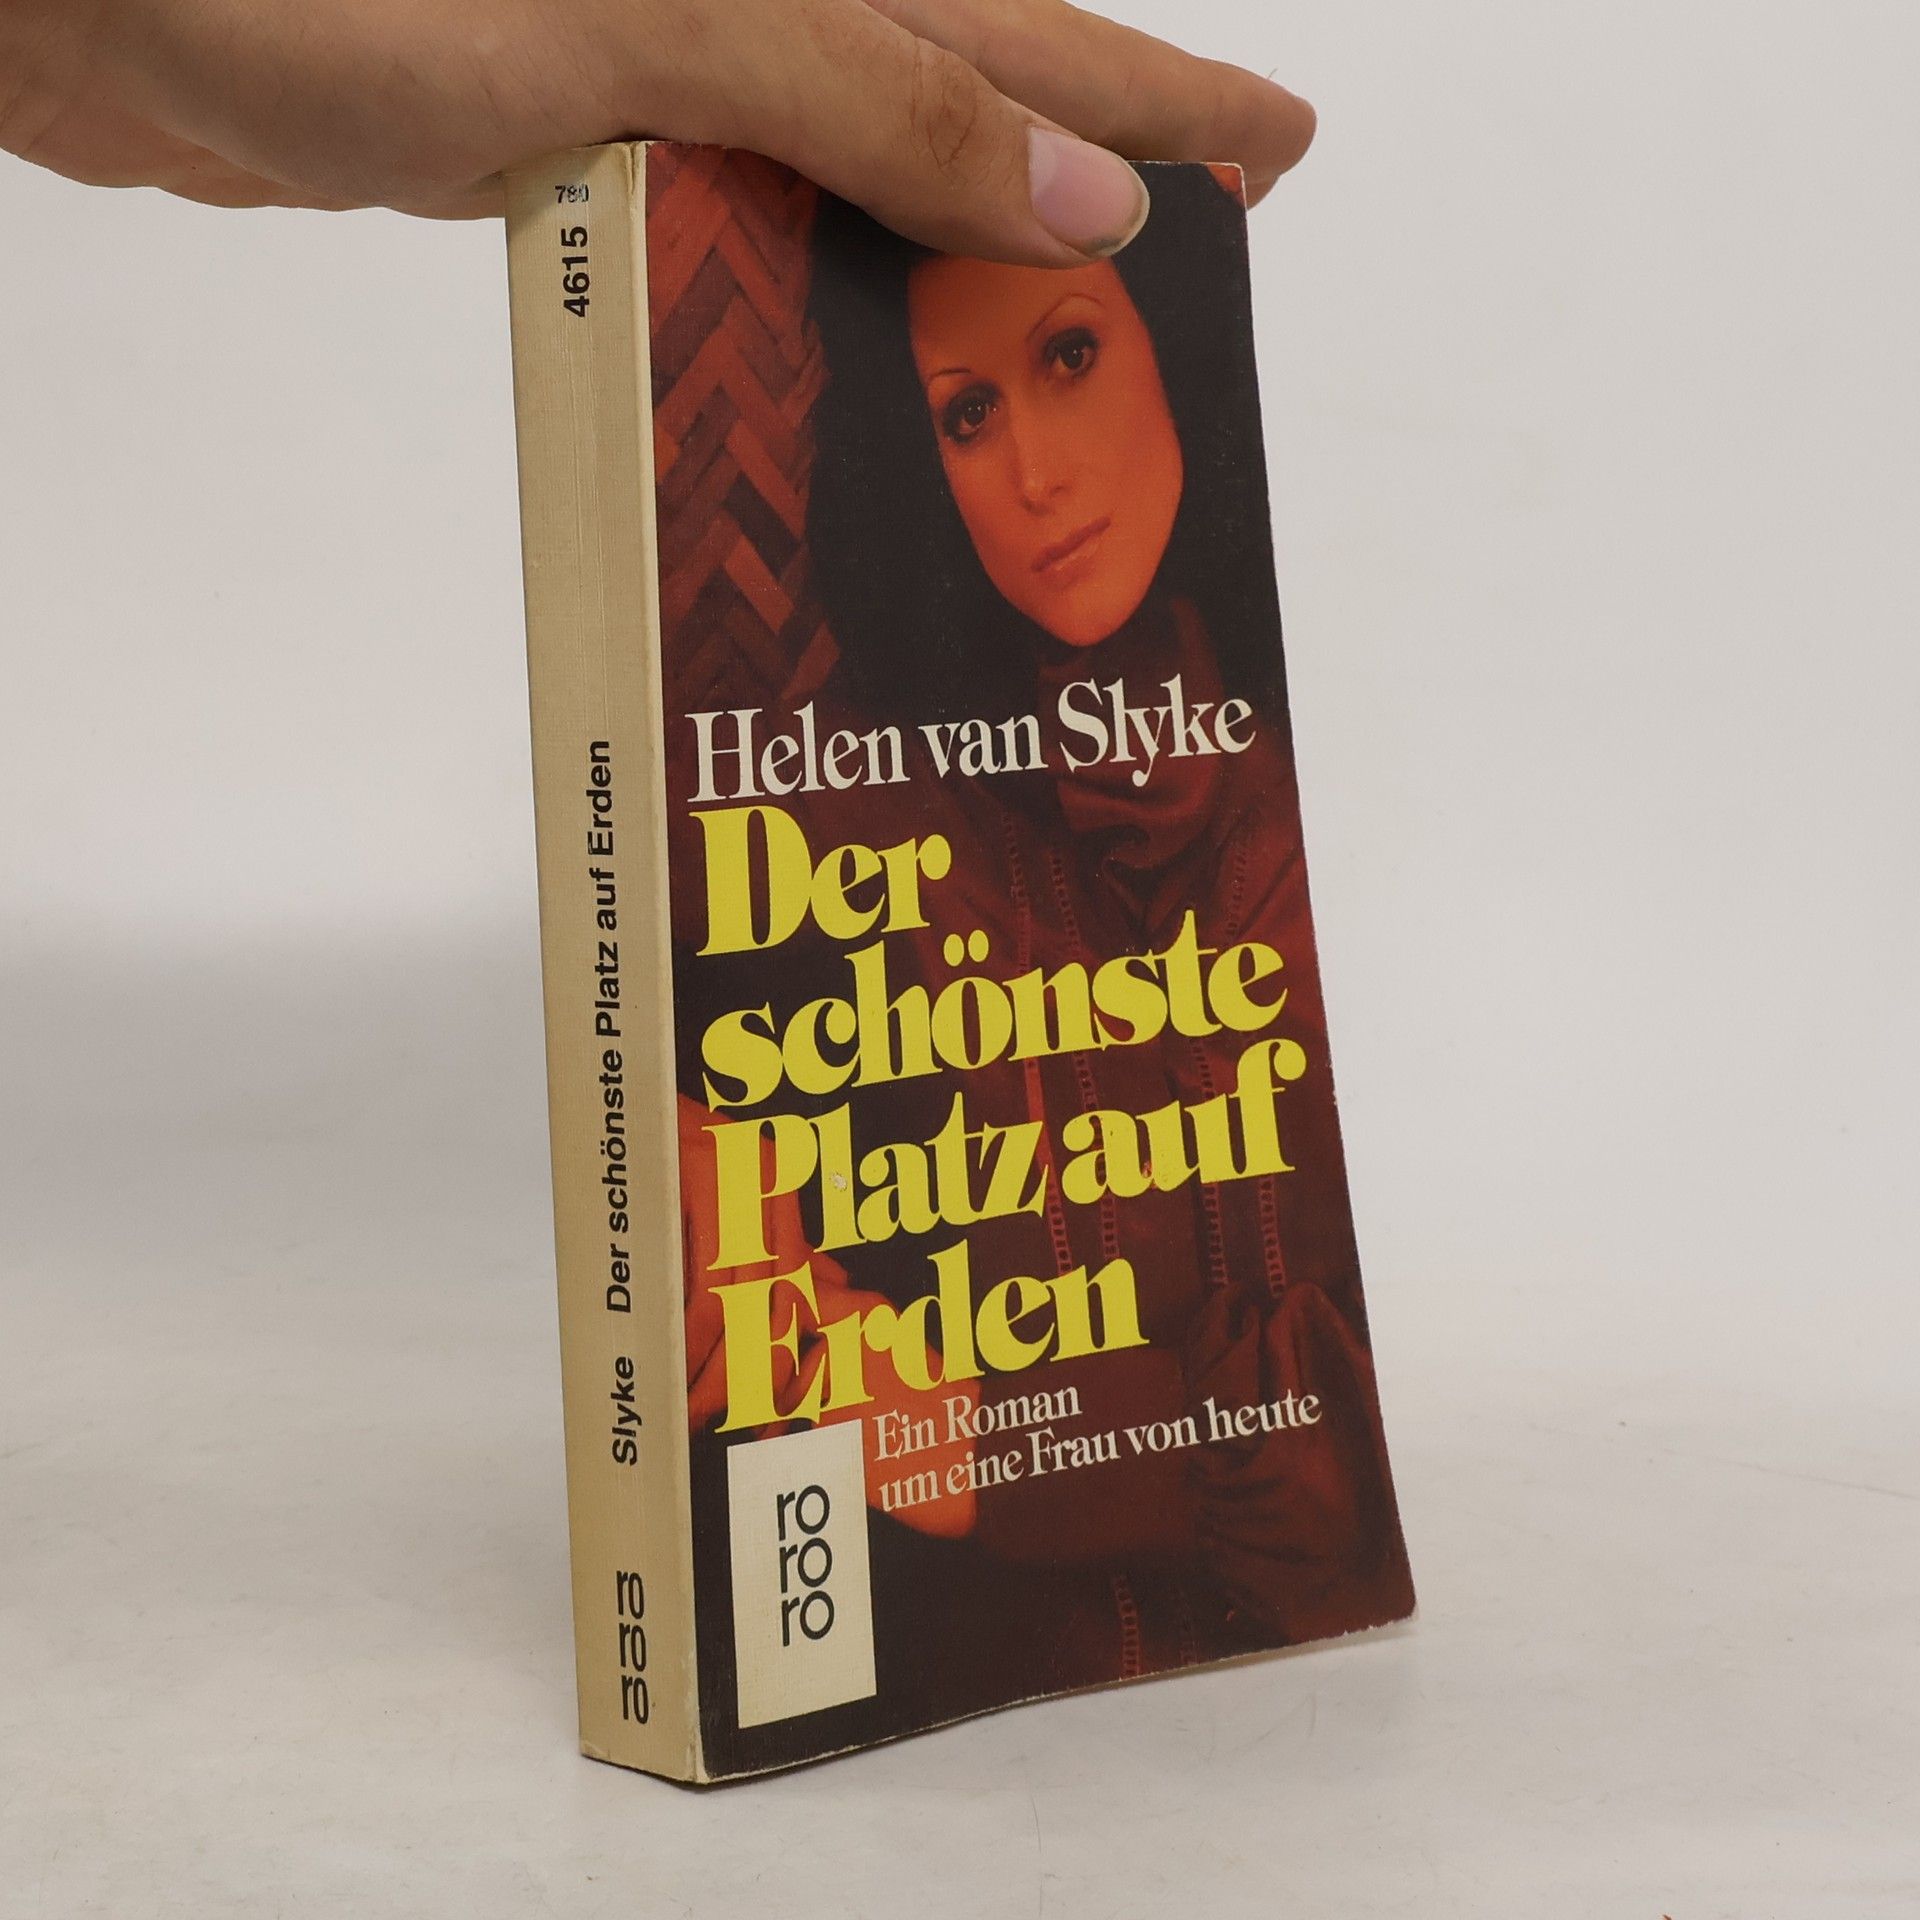 780
4615
Slyke Der schönste Platz auf Erden
ro
ro
ro
Helen van Slyke
Der
schönste
Platz auf
Erden
Ein Roman
um eine Frau von heute
ro
ro
ro